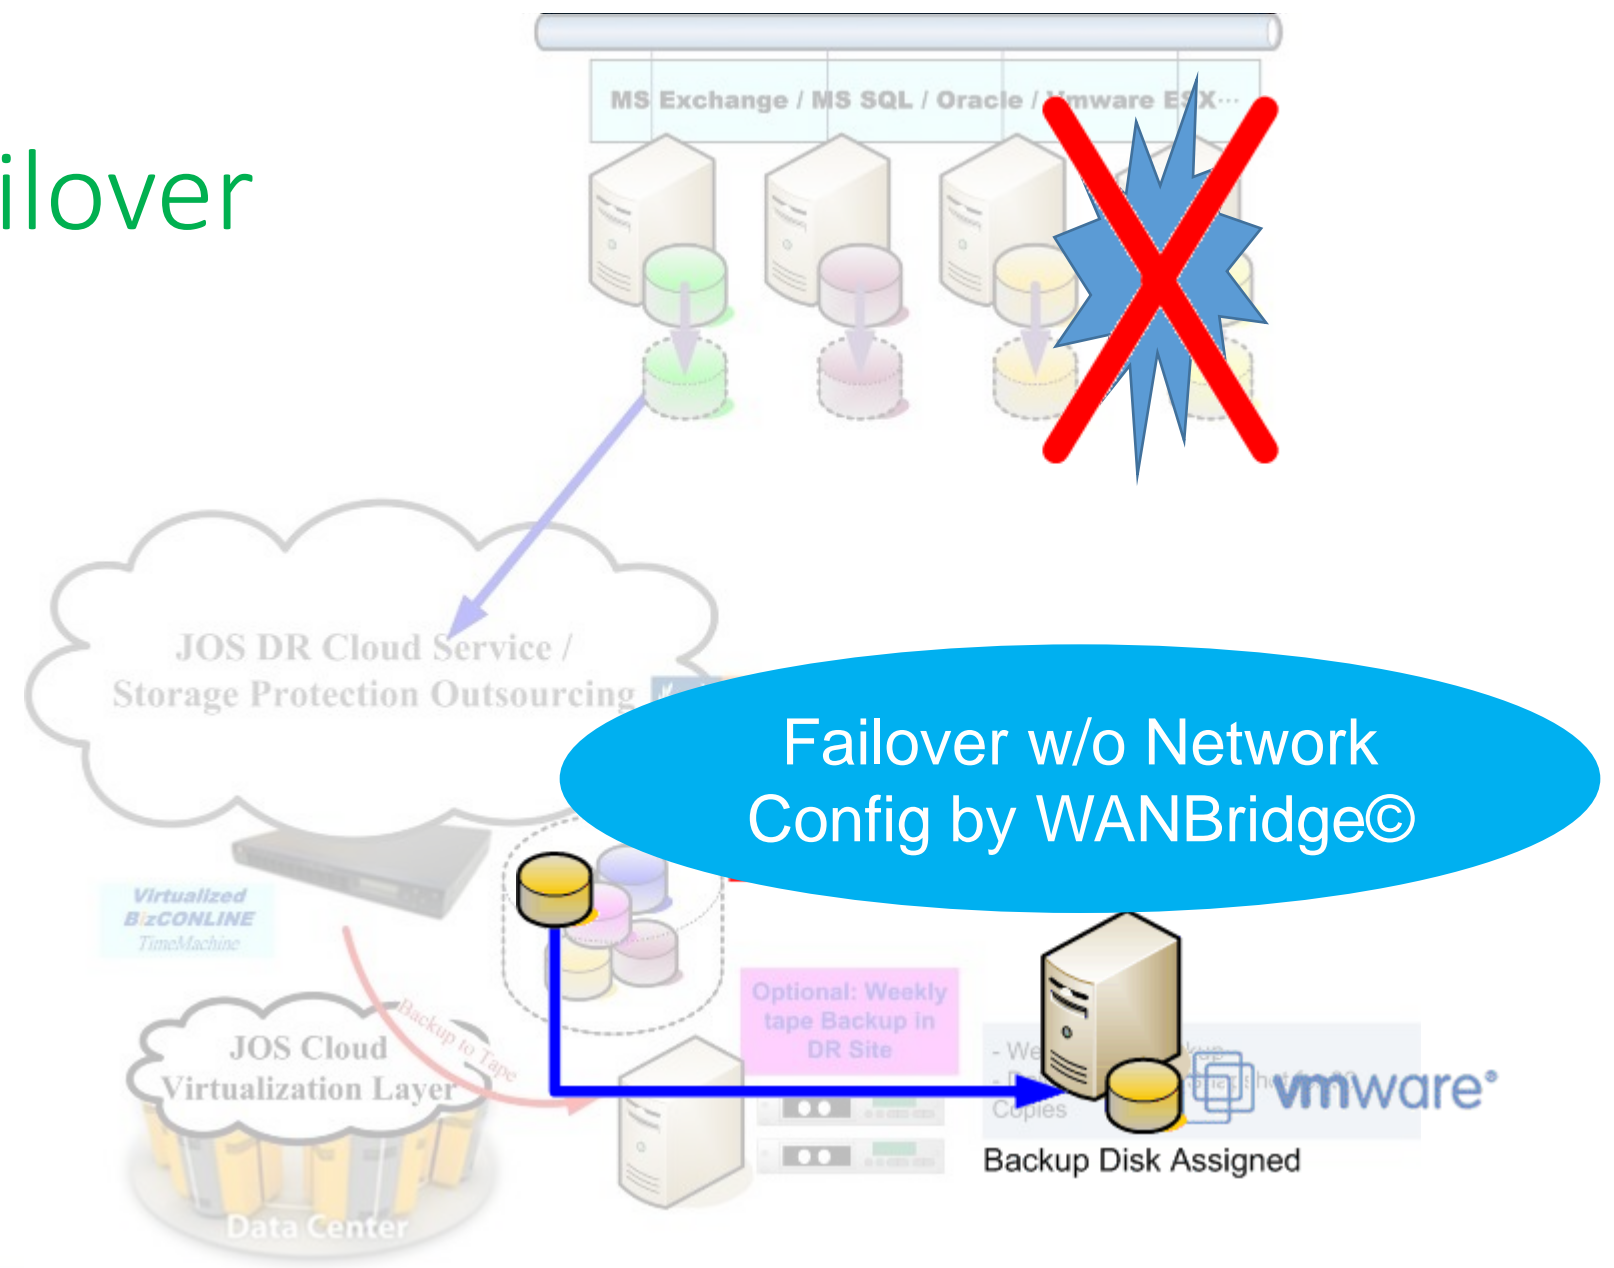 MS Exchange / MS SQL / Oracle / Vmware ESX...
ilover
JOS DR Cloud Service /
Storage Protection Outsourcing
Failover w/o Network
Config by WANBridge©
Virtualized
BizCONLINE
TimeMachine
Backup to Tape
Optional: Weekly
tape Backup in
DR Site
JOS Cloud
Virtualization Layer
Copies
vmware®
Backup Disk Assigned
Data Center